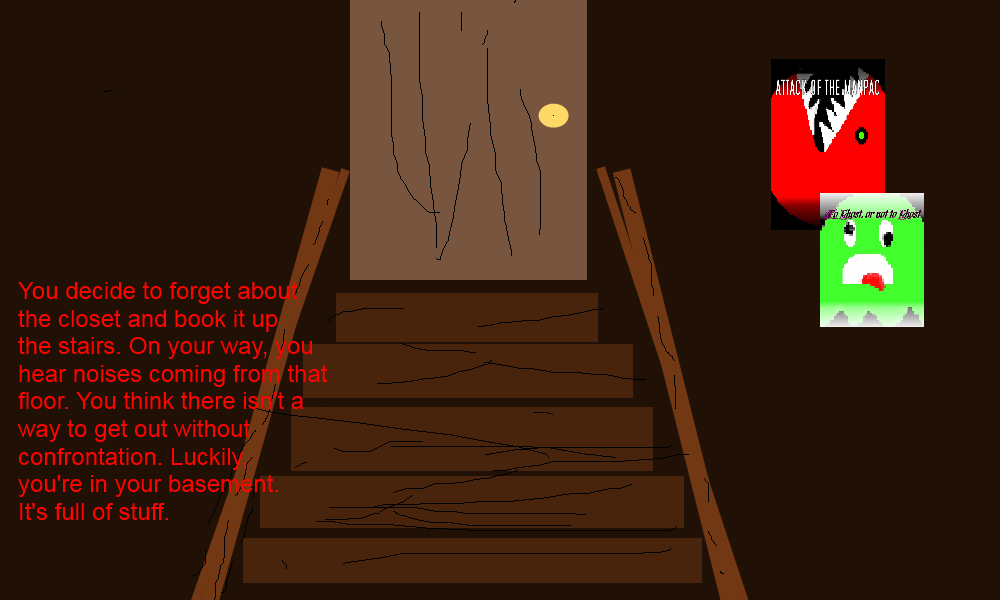 ATTACK OF THE MANPAC
To Ghost, or not to Ghost
You decide to forget about
the closet and book it up
the stairs. On your way, you
hear noises coming from that
floor. You think there isn't a
way to get out without
confrontation. Luckily
you're in your basement.
It's full of stuff.